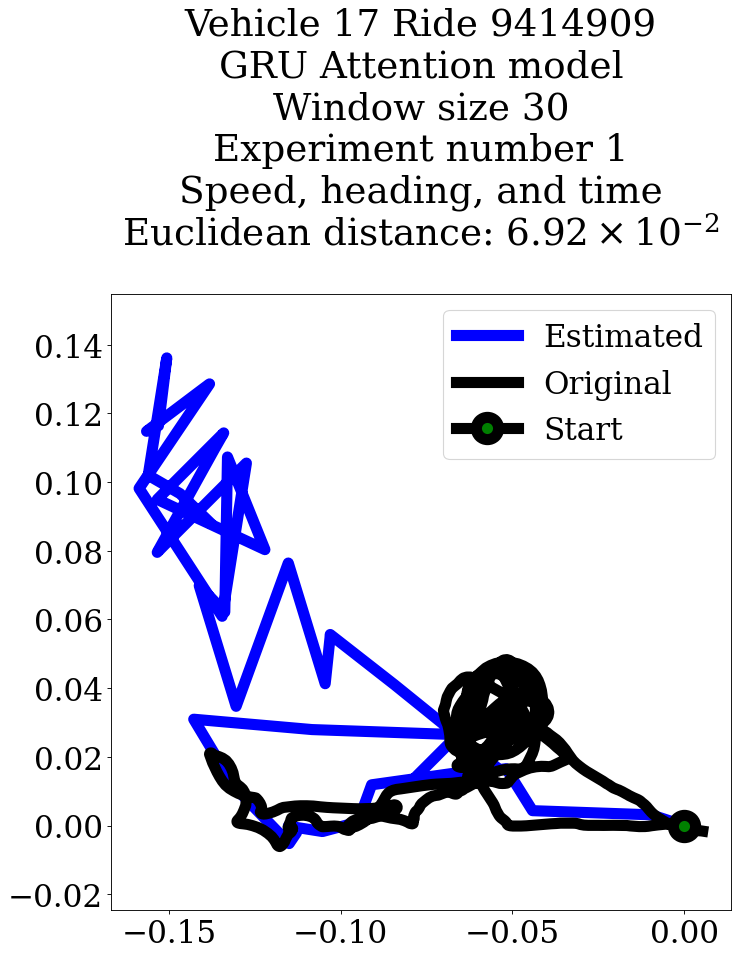 Vehicle 17 Ride 9414909
GRU Attention model
Window size 30
Experiment number 1
Speed, heading, and time
Euclidean distance: 6.92 × 10⁻²
Estimated
Original
Start
0.14
0.12
0.10
0.08
0.06
0.04
0.02
0.00
−0.02
−0.15
−0.10
−0.05
0.00